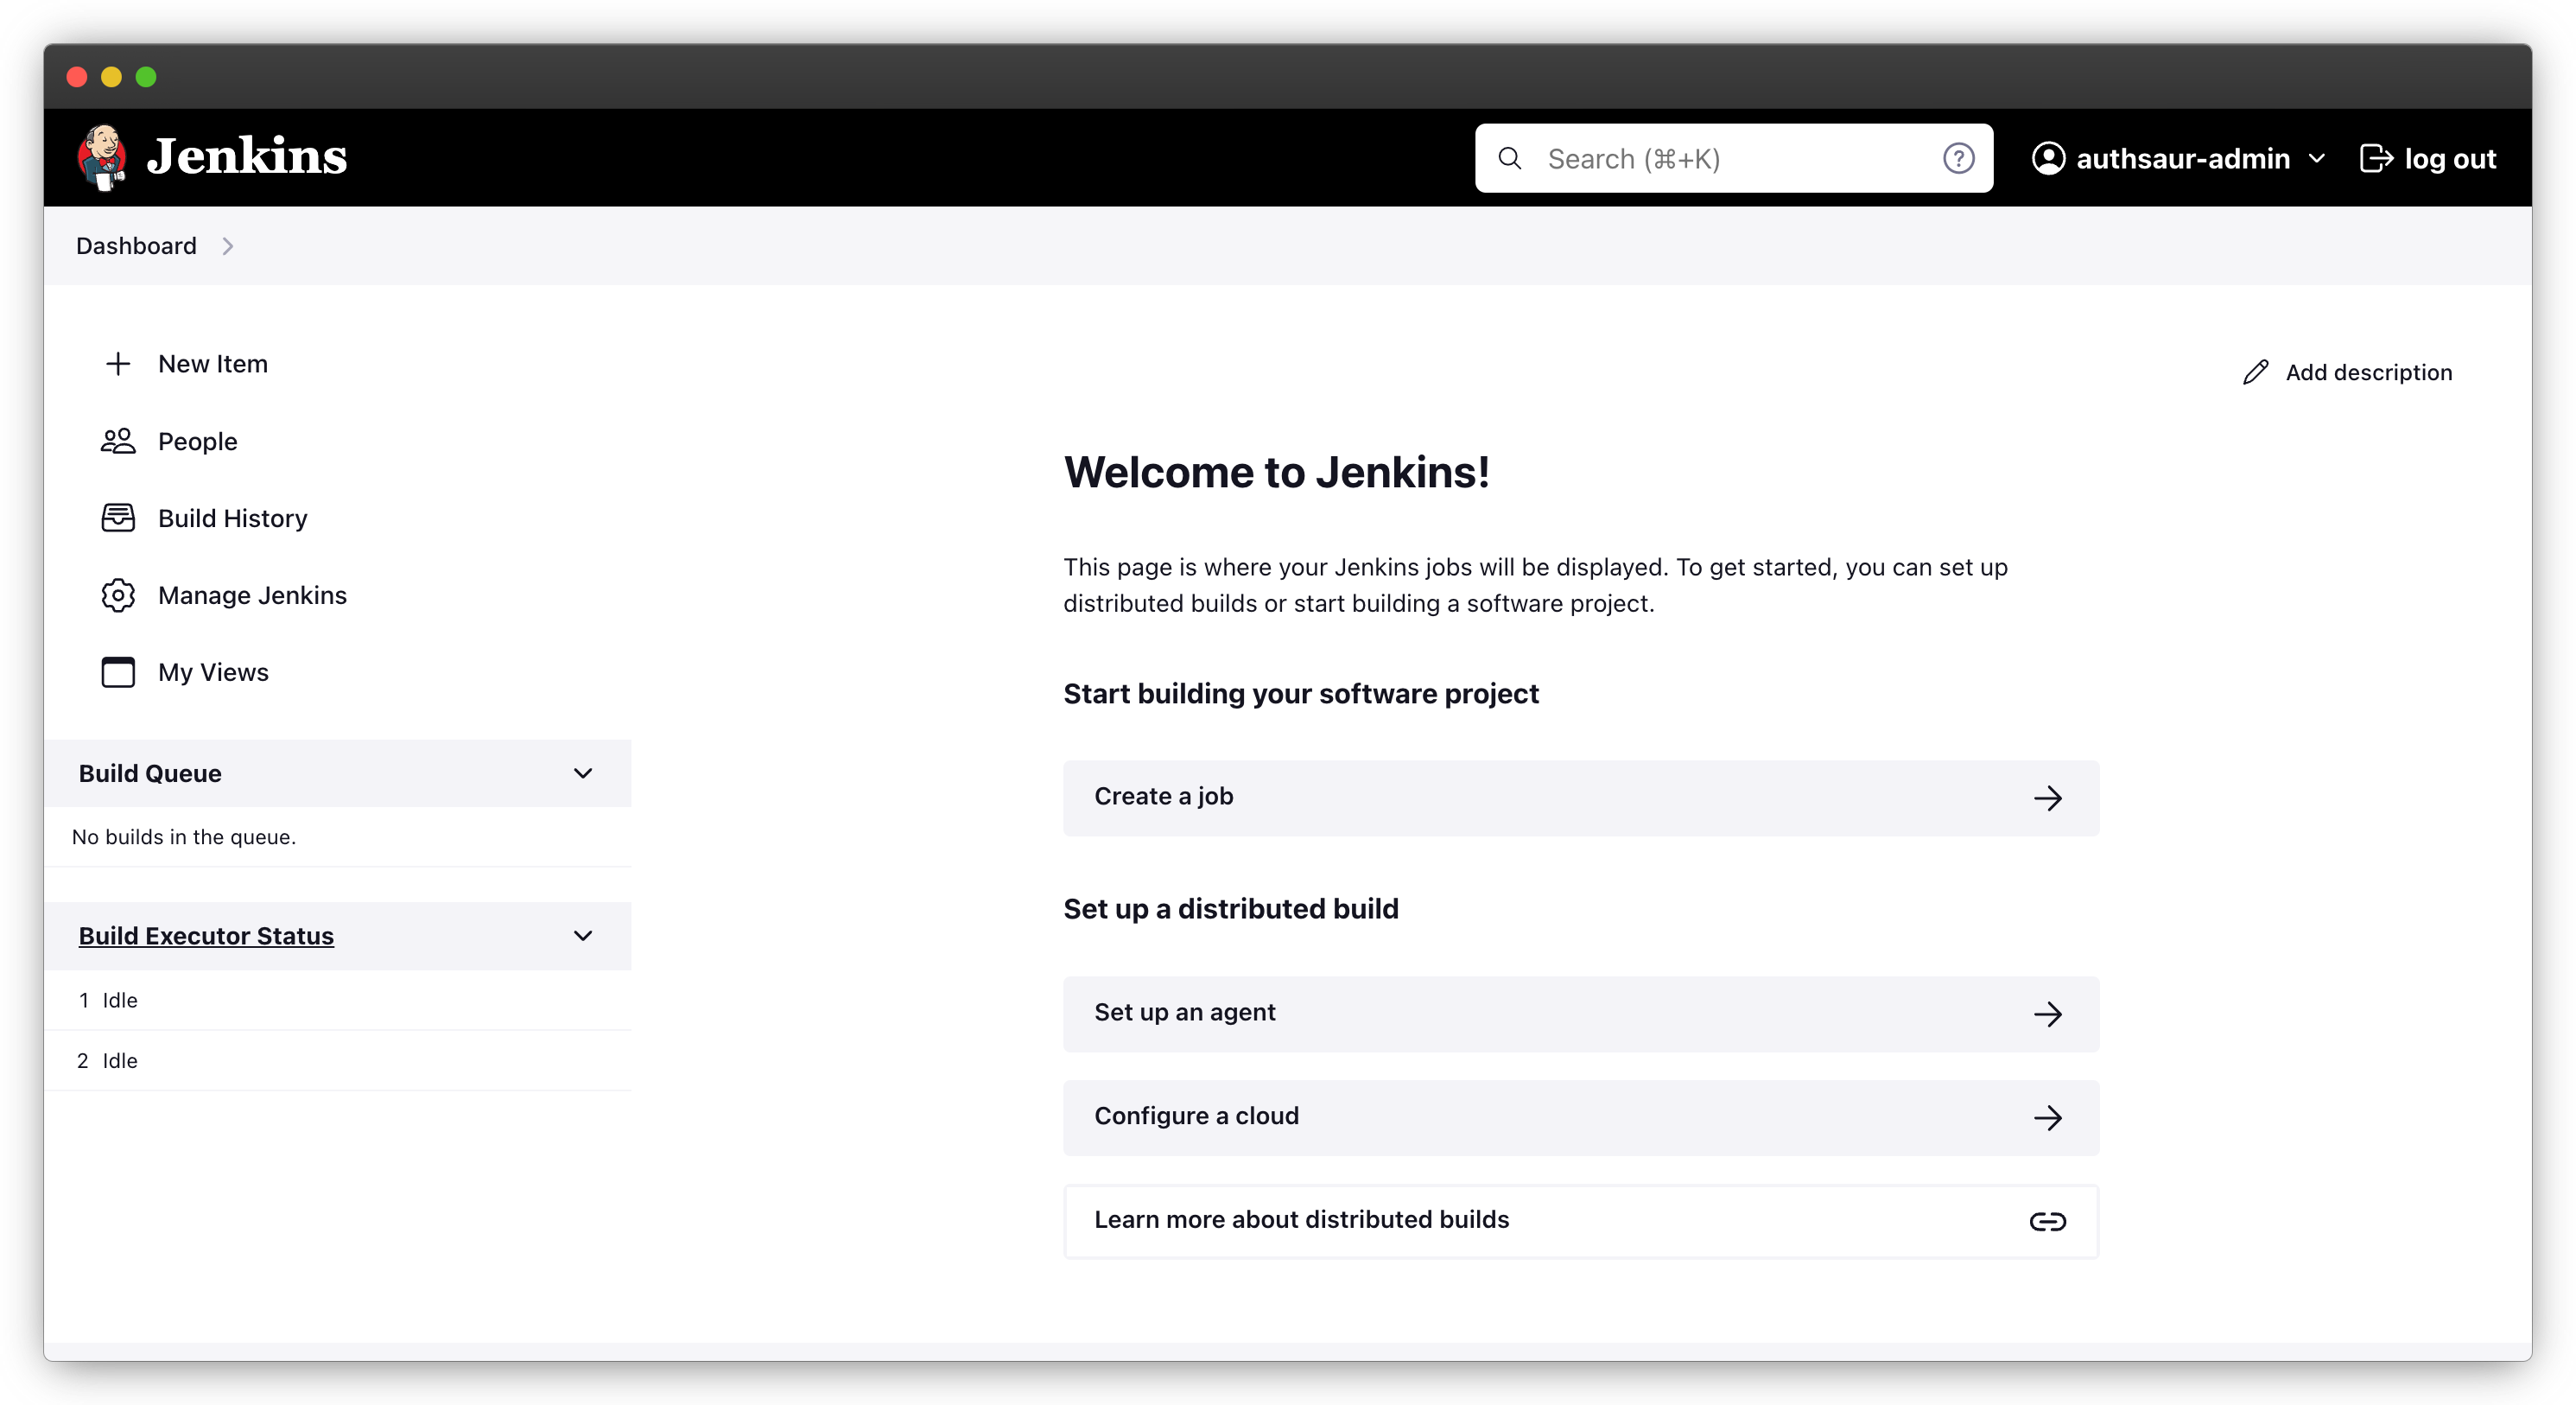 Jenkins
Search (⌘+K)
authsaur-admin
log out
Dashboard
New Item
People
Build History
Manage Jenkins
My Views
Build Queue
No builds in the queue.
Build Executor Status
1 Idle
2 Idle
Add description
Welcome to Jenkins!
This page is where your Jenkins jobs will be displayed. To get started, you can set up
distributed builds or start building a software project.
Start building your software project
Create a job
Set up a distributed build
Set up an agent
Configure a cloud
Learn more about distributed builds